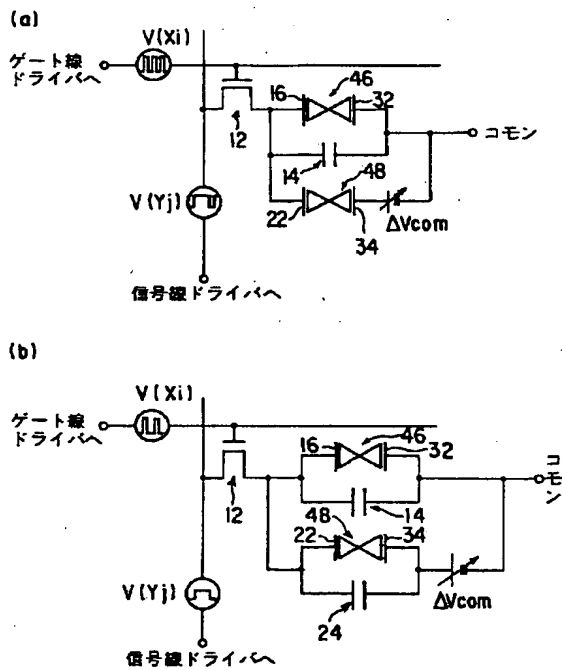 (a)
V(Xi)
ゲート線
ドライバへ
16
46
32
12
コモン
14
48
V(Yj)
22
34
ΔVcom
信号線ドライバへ
(b)
V(Xi)
ゲート線
ドライバへ
16
46
32
コモン
12
48
14
22
34
V(Yj)
24
ΔVcom
信号線ドライバへ